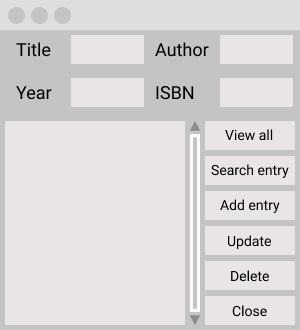 Title Author
Year ISBN
View all
Search entry
Add entry
Update
Delete
Close